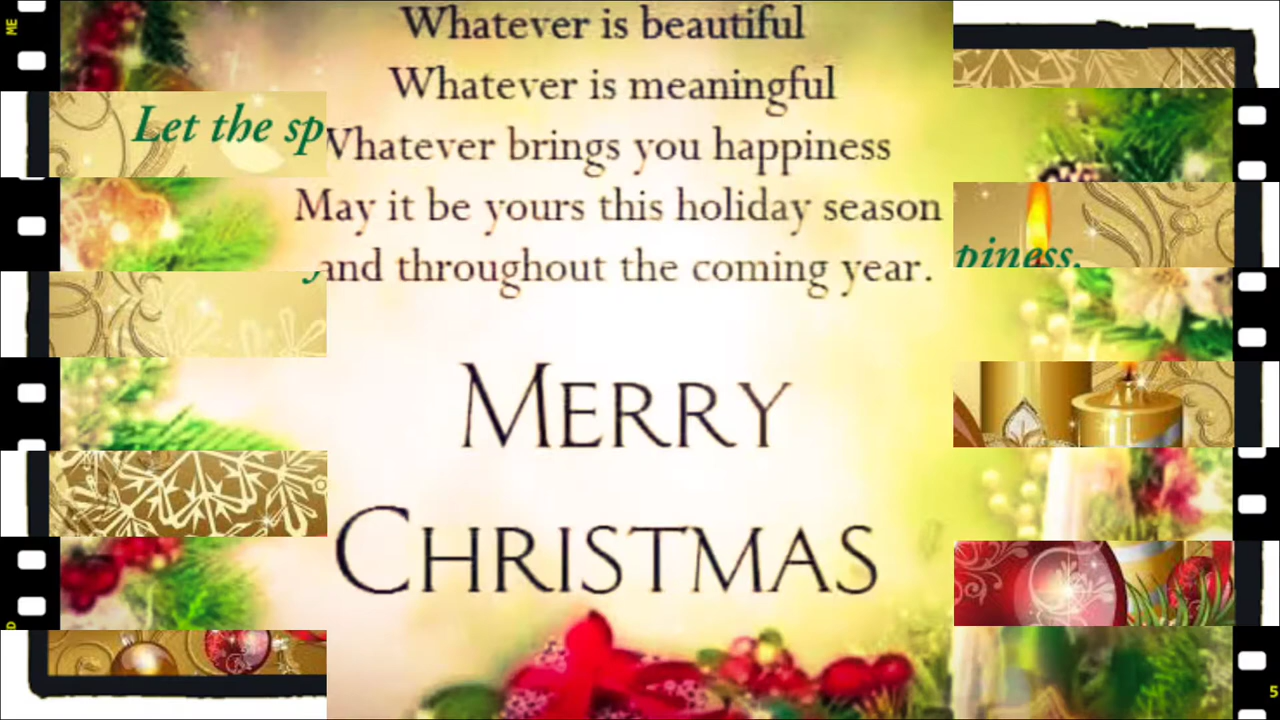 Whatever is beautiful
Whatever is meaningful
Let the sp
Whatever brings you happiness
May it be yours this holiday season
piness.
and throughout the coming year.
MERRY
CHRISTMAS
5